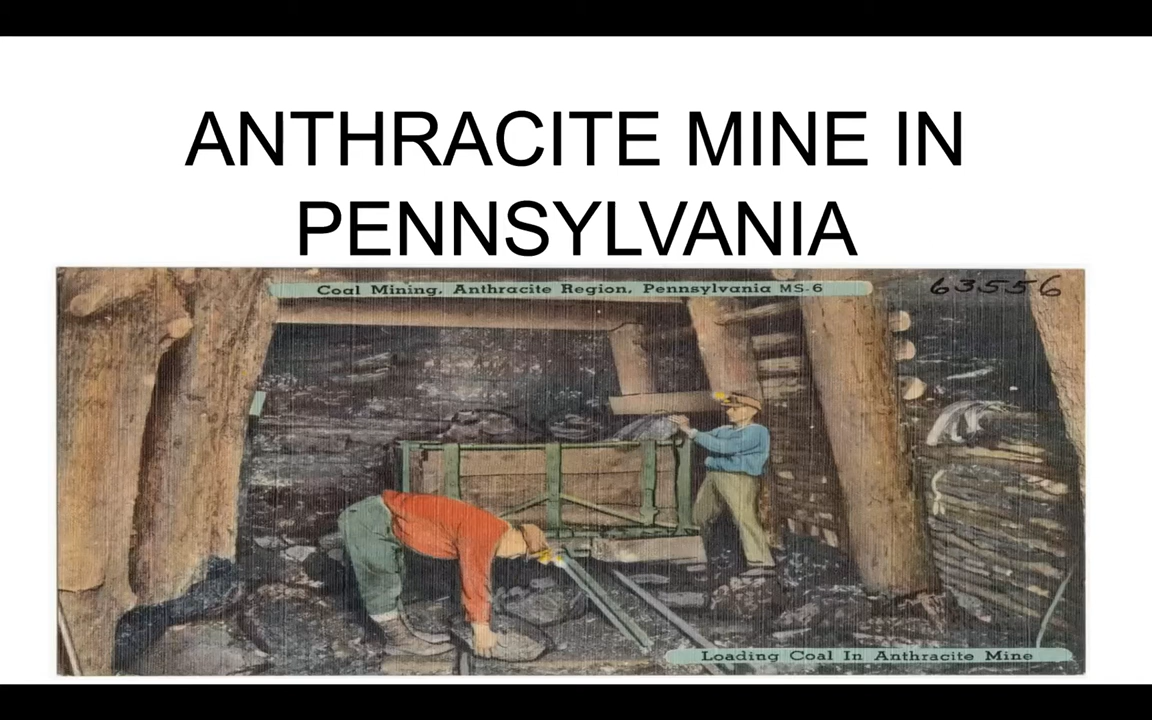 ANTHRACITE MINE IN
PENNSYLVANIA
Coal Mining, Anthracite Region, Pennsylvania MS-6
63556
Loading Coal In Anthracite Mine